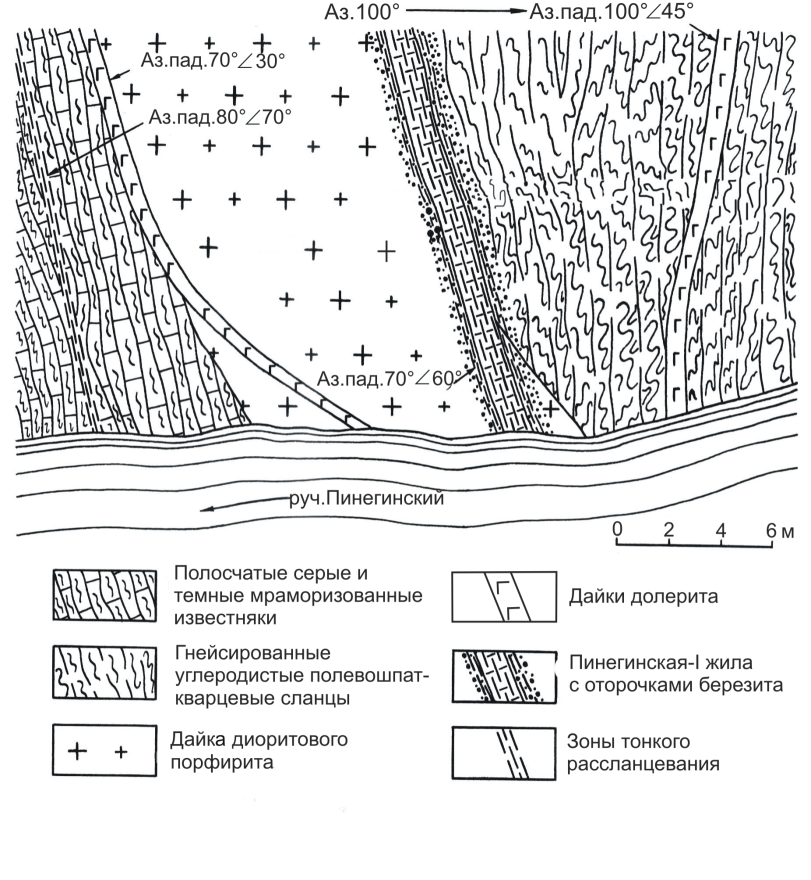 Аз.100°
Аз.пад.100°∠45°
Аз.пад.70°∠30°
Аз.пад.80°∠70°
Аз.пад.70°∠60°
руч.Пинегинский
0 2 4 6 м
Полосчатые серые и
темные мраморизованные
известняки
Гнейсированные
углеродистые полевошпат-
кварцевые сланцы
Дайка диоритового
порфирита
Дайки долерита
Пинегинская-I жила
с оторочками березита
Зоны тонкого
рассланцевания